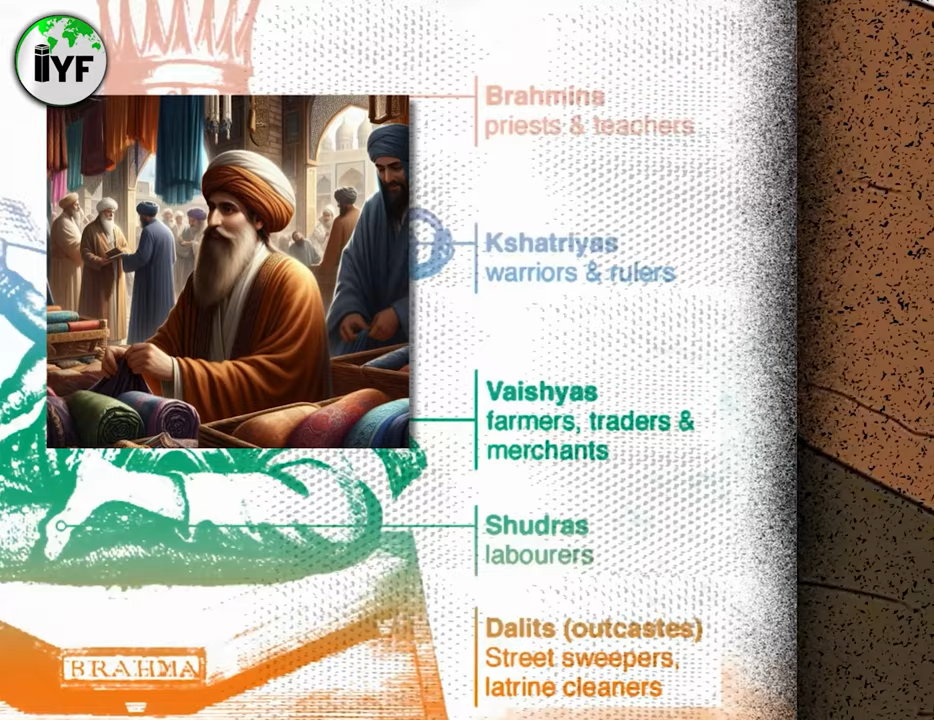 iiYF
Brahmins
priests & teachers
Kshatriyas
warriors & rulers
Vaishyas
farmers, traders &
merchants
Shudras
labourers
Dalits (outcastes)
Street sweepers,
latrine cleaners
BRAHMA